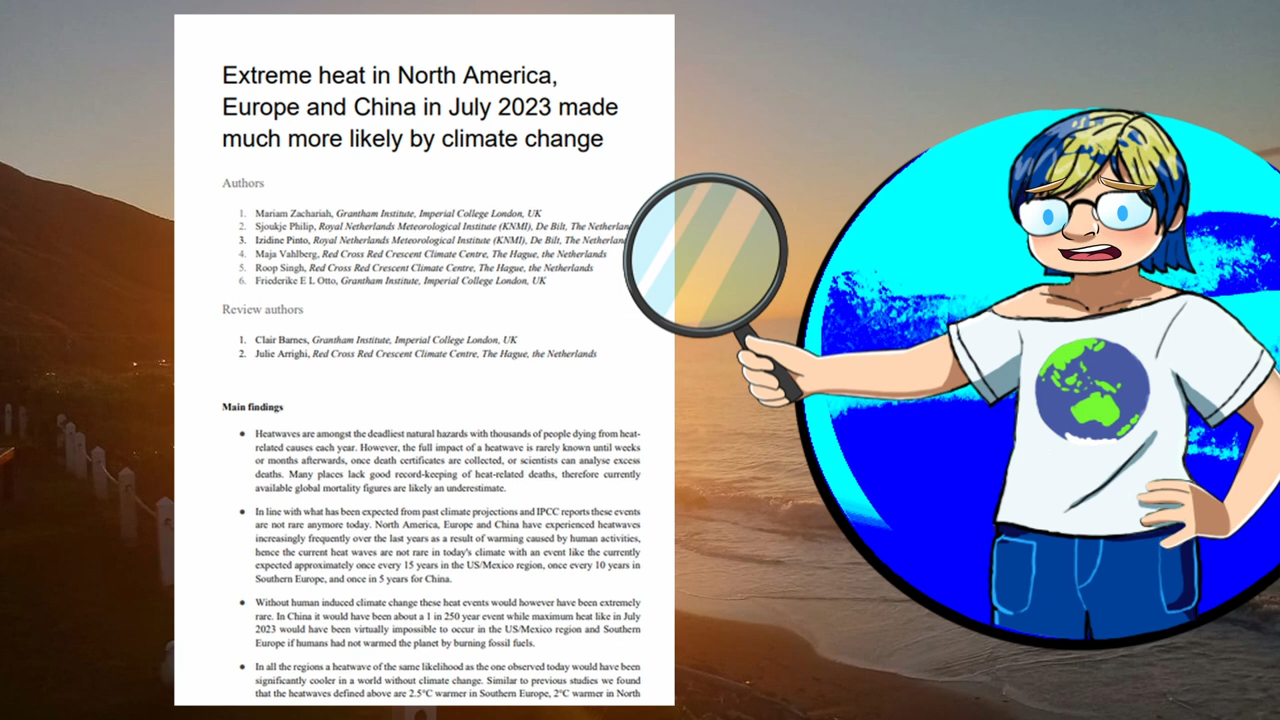 Extreme heat in North America,
Europe and China in July 2023 made
much more likely by climate change
Authors
1. Mariam Zachariah, Grantham Institute, Imperial College London, UK
2. Sjoukje Philip, Royal Netherlands Meteorological Institute (KNMI), De Bilt, The
3. Izidine Pinto, Royal Netherlands Meteorological Institute (KNMI), De Bilt, The
4. Maja Vahlberg, Red Cross Red Crescent Climate Centre, The Hague, the Netherlands
5. Roop Singh, Red Cross Red Crescent Climate Centre, The Hague, the Netherlands
6. Friederike E L Otto, Grantham Institute, Imperial College London, UK
Review authors
1. Clair Barnes, Grantham Institute, Imperial College London, UK
2. Julie Arrighi, Red Cross Red Crescent Climate Centre, The Hague, the Netherlands
Main findings
● Heatwaves are amongst the deadliest natural hazards with thousands of people dying from heat-
related causes each year. However, the full impact of a heatwave is rarely known until weeks
or months afterwards, once death certificates are collected, or scientists can analyse excess
deaths. Many places lack good record-keeping of heat-related deaths, therefore currently
available global mortality figures are likely an underestimate.
● In line with what has been expected from past climate projections and IPCC reports these events
are not rare anymore today. North America, Europe and China have experienced heatwaves
increasingly frequently over the last years as a result of warming caused by human activities,
hence the current heat waves are not rare in today's climate with an event like the currently
expected approximately once every 15 years in the US/Mexico region, once every 10 years in
Southern Europe, and once in 5 years for China.
● Without human induced climate change these heat events would however have been extremely
rare. In China it would have been about a 1 in 250 year event while maximum heat like in July
2023 would have been virtually impossible to occur in the US/Mexico region and Southern
Europe if humans had not warmed the planet by burning fossil fuels.
● In all the regions a heatwave of the same likelihood as the one observed today would have been
significantly cooler in a world without climate change. Similar to previous studies we found
that the heatwaves defined above are 2.5°C warmer in Southern Europe, 2°C warmer in North